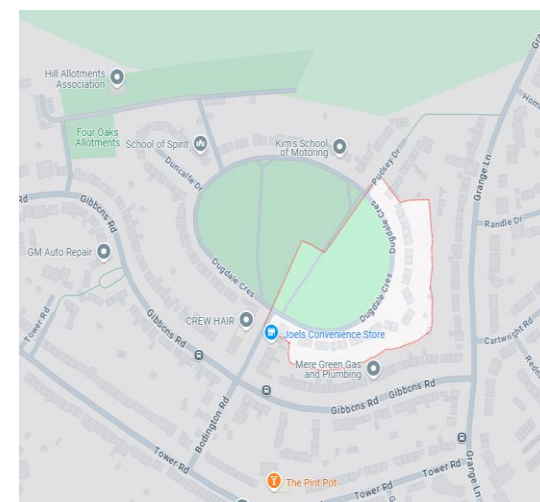 Hill Allotments
Association
Four Oaks
Allotments
School of Spirit
Kim's School
of Motoring
Duncalfe Dr
Pudsey Dr
Grange Ln
Gibbons Rd
Dugdale Cres
Randle Dr
GM Auto Repair
Dugdale Cres
Dugdale Cres
Tower Rd
Gibbons Rd
CREW HAIR
Joels Convenience Store
Cartwright Rd
Mere Green Gas
and Plumbing
Bodington Rd
Gibbons Rd
Gibbons Rd
Tower Rd
The Pint Pot
Tower Rd
Grange Ln